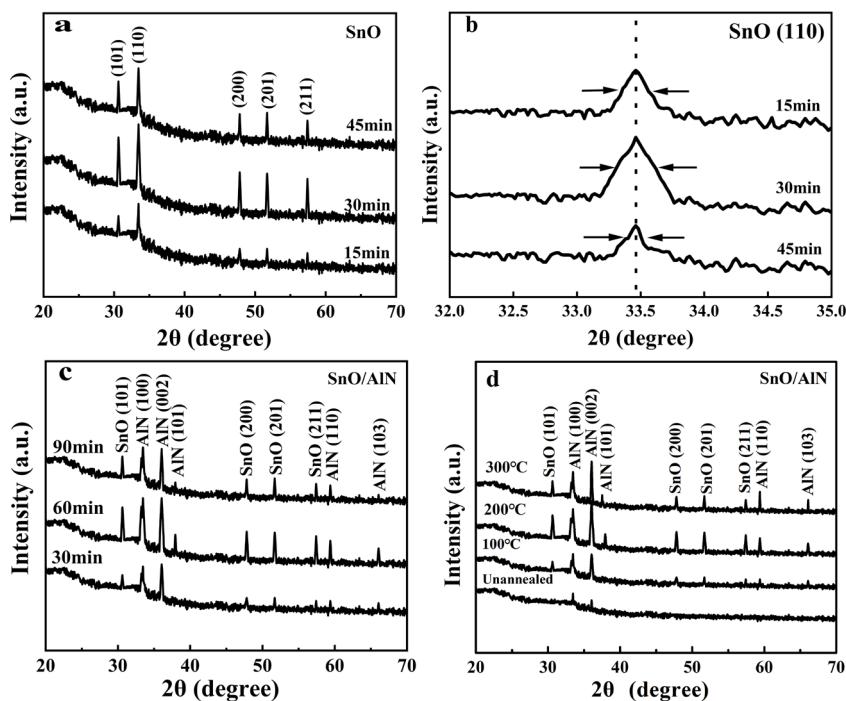 a
SnO
(101)
(110)
(200)
(201)
(211)
45min
30min
15min
Intensity (a.u.)
20 30 40 50 60 70
2θ (degree)
b
SnO (110)
15min
30min
45min
Intensity (a.u.)
32.0 32.5 33.0 33.5 34.0 34.5 35.0
2θ (degree)
c
SnO/AlN
SnO (101)
AlN (100)
AlN (002)
AlN (101)
SnO (200)
SnO (201)
SnO (211)
AlN (110)
AlN (103)
90min
60min
30min
Intensity (a.u.)
20 30 40 50 60 70
2θ (degree)
d
SnO/AlN
SnO (101)
AlN (100)
AlN (002)
AlN (101)
SnO (200)
SnO (201)
SnO (211)
AlN (110)
AlN (103)
300°C
200°C
100°C
Unannealed
Intensity (a.u.)
20 30 40 50 60 70
2θ (degree)